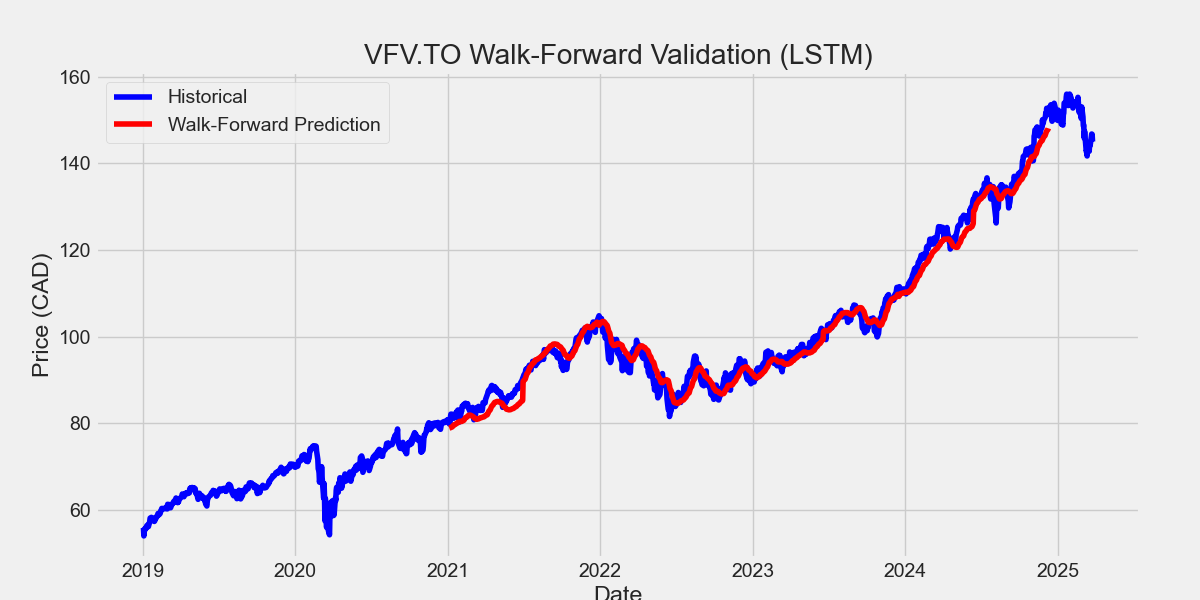 VFV.TO Walk-Forward Validation (LSTM)
Historical
Walk-Forward Prediction
Price (CAD)
160
140
120
100
80
60
2019 2020 2021 2022 2023 2024 2025
Date